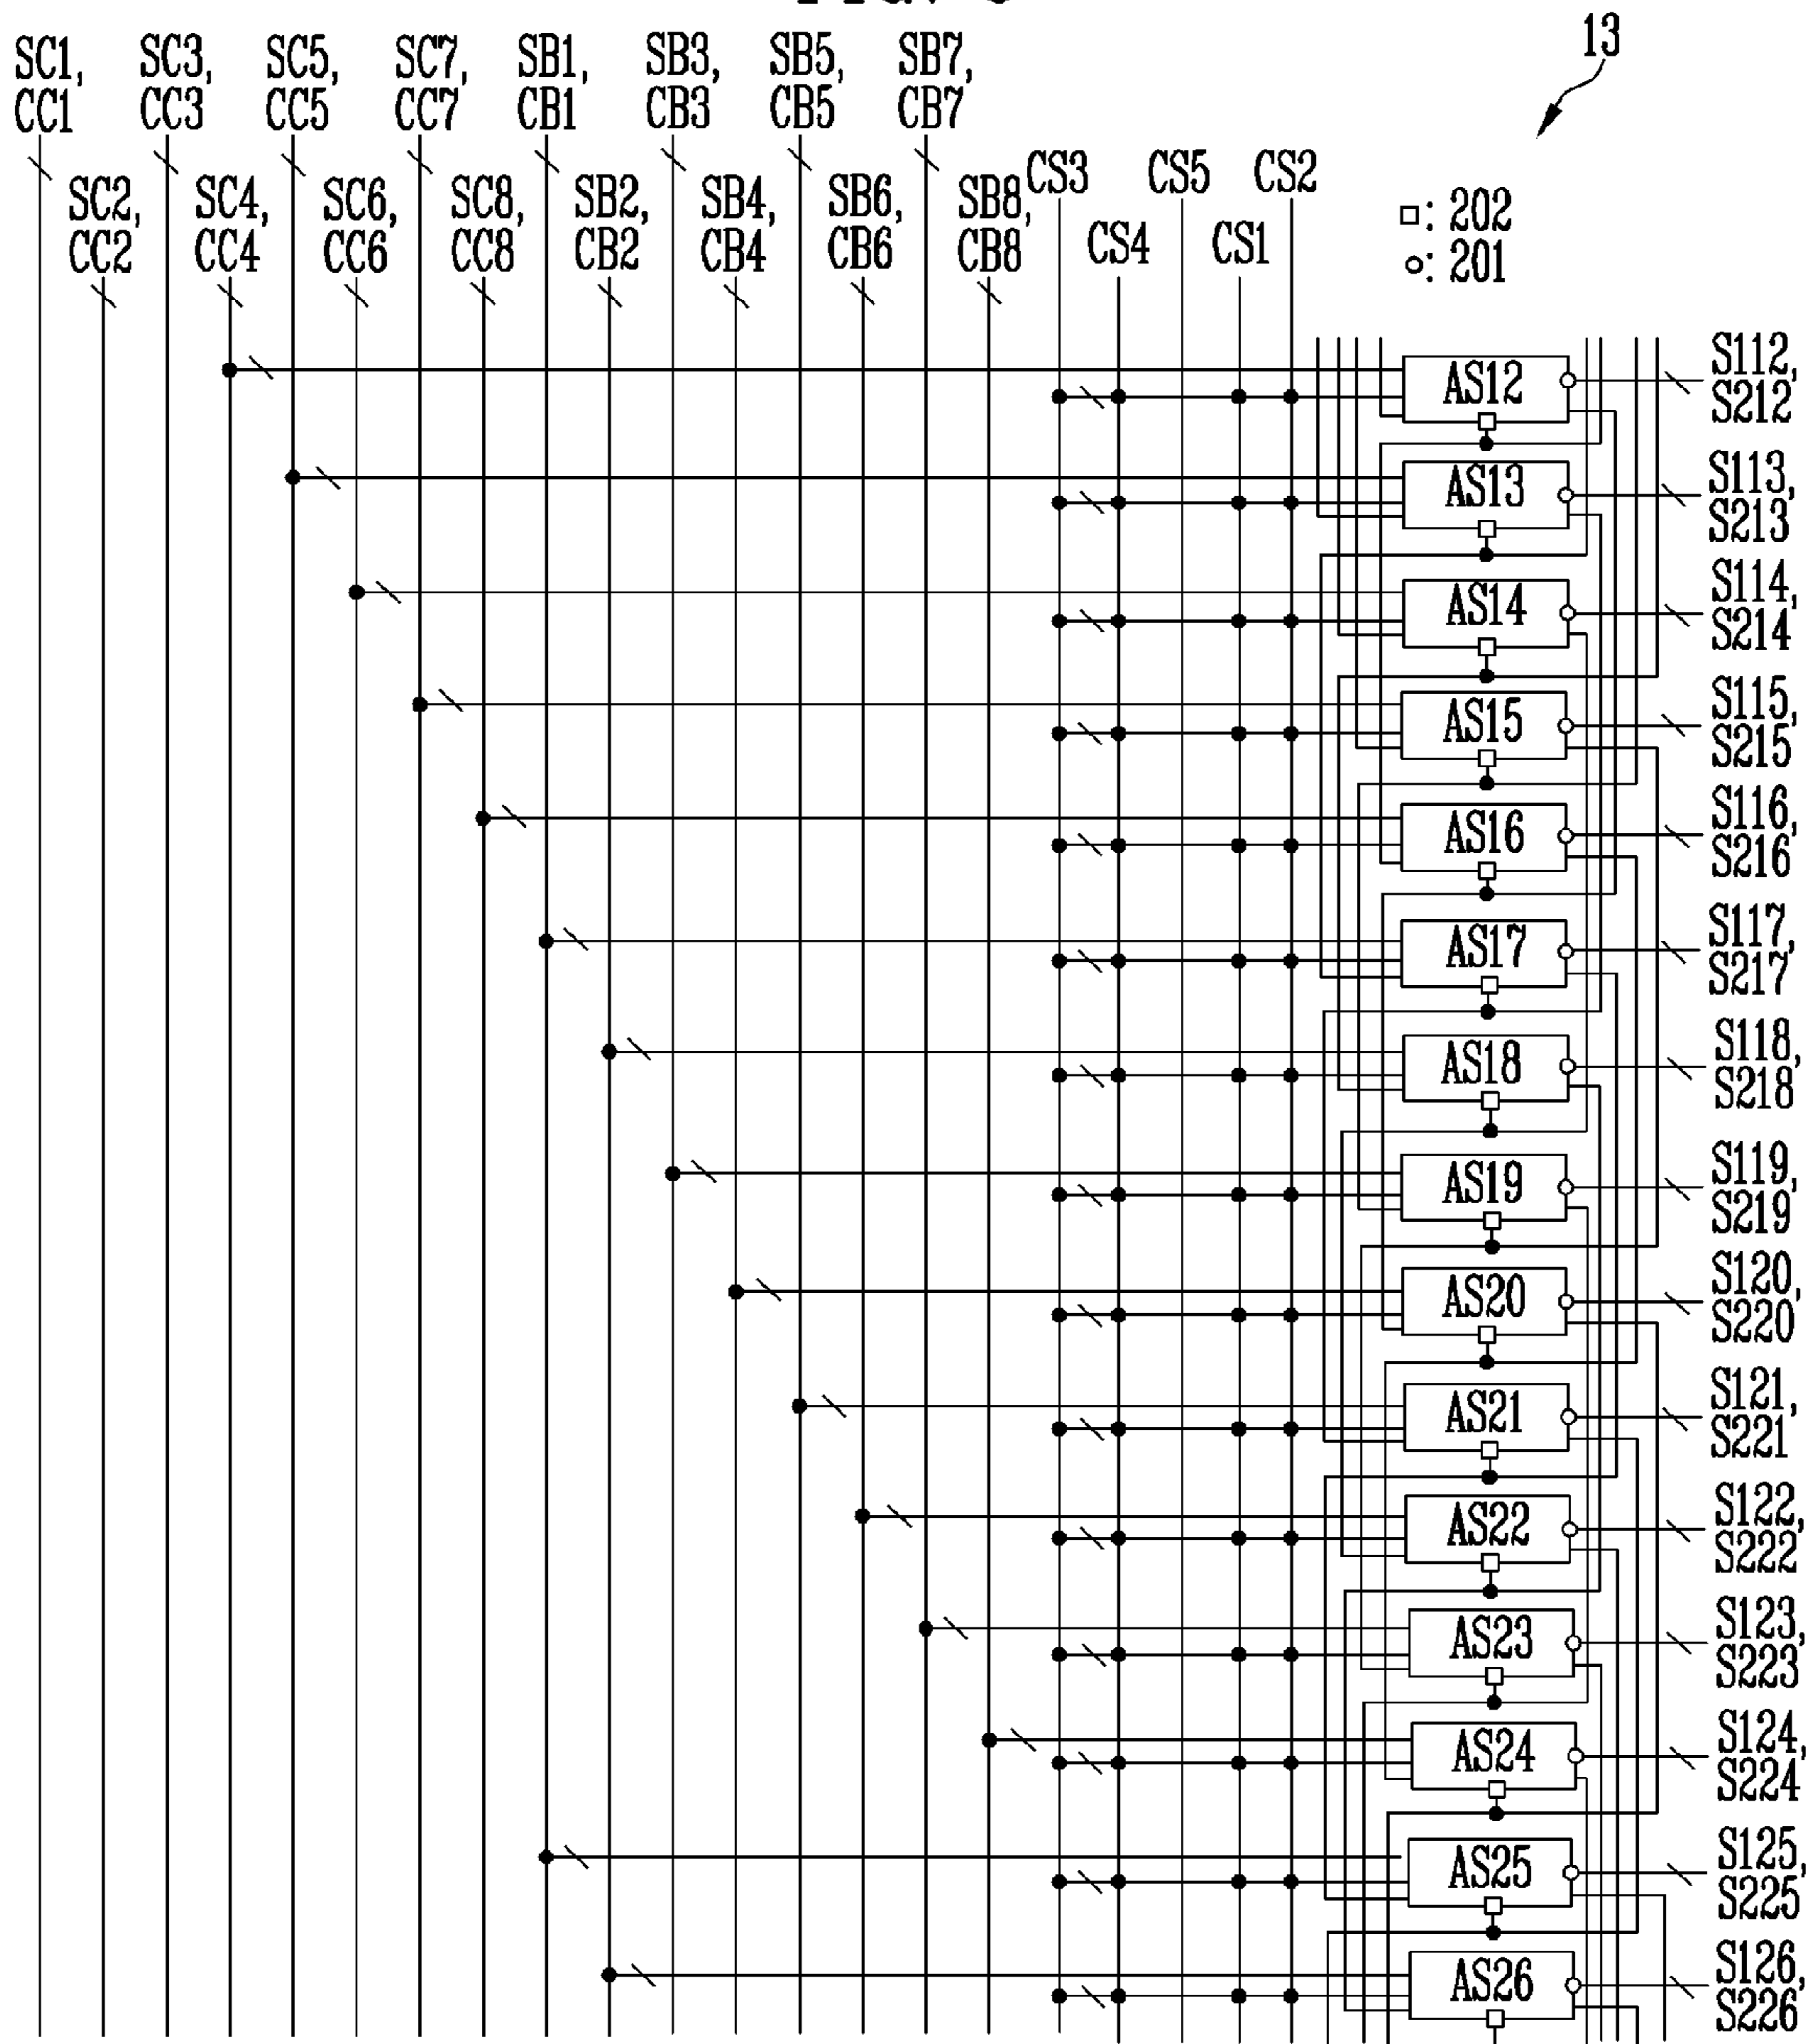 13
SC1,
CC1
SC3,
CC3
SC5,
CC5
SC7,
CC7
SB1,
CB1
SB3,
CB3
SB5,
CB5
SB7,
CB7
SC2,
CC2
SC4,
CC4
SC6,
CC6
SC8,
CC8
SB2,
CB2
SB4,
CB4
SB6,
CB6
SB8,
CB8
CS3
CS5
CS2
CS4
CS1
□: 202
○: 201
AS12
S112,
S212
AS13
S113,
S213
AS14
S114,
S214
AS15
S115,
S215
AS16
S116,
S216
AS17
S117,
S217
AS18
S118,
S218
AS19
S119,
S219
AS20
S120,
S220
AS21
S121,
S221
AS22
S122,
S222
AS23
S123,
S223
AS24
S124,
S224
AS25
S125,
S225
AS26
S126,
S226